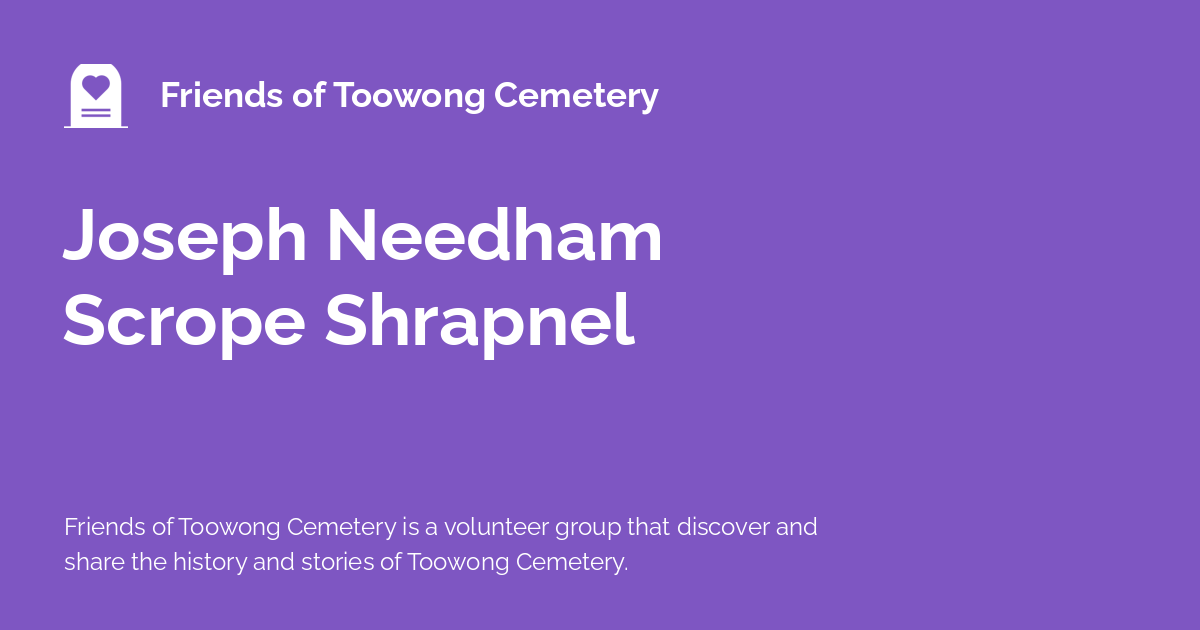 Friends of Toowong Cemetery
Joseph Needham
Scrope Shrapnel
Friends of Toowong Cemetery is a volunteer group that discover and
share the history and stories of Toowong Cemetery.